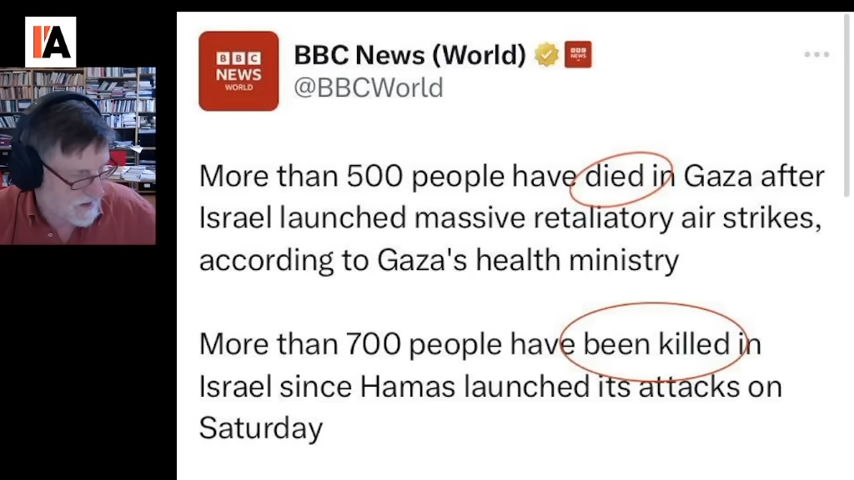 IA
BBC
NEWS
WORLD
BBC News (World)
BBC
NEWS
@BBCWorld
More than 500 people have died in Gaza after
Israel launched massive retaliatory air strikes,
according to Gaza's health ministry
More than 700 people have been killed in
Israel since Hamas launched its attacks on
Saturday